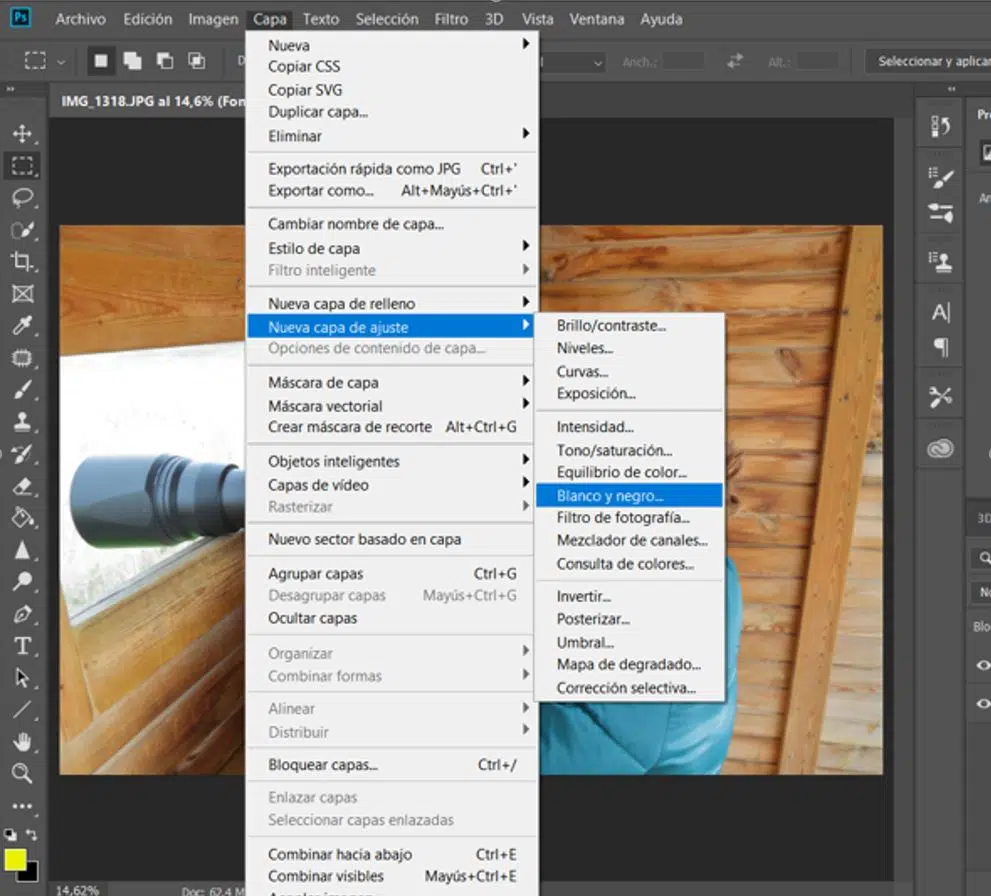 Ps Archivo Edición Imagen Capa Texto Selección Filtro 3D Vista Ventana Ayuda
Anch.: Alt.: Seleccionar y aplicar
IMG_1318.JPG al 14,6%
Nueva
Copiar CSS
Copiar SVG
Duplicar capa...
Eliminar
Exportación rápida como JPG Ctrl+'
Exportar como... Alt+Mayús+Ctrl+'
Cambiar nombre de capa...
Estilo de capa
Filtro inteligente
Nueva capa de relleno
Nueva capa de ajuste
Opciones de contenido de capa...
Máscara de capa
Máscara vectorial
Crear máscara de recorte Alt+Ctrl+G
Objetos inteligentes
Capas de vídeo
Rasterizar
Nuevo sector basado en capa
Agrupar capas Ctrl+G
Desagrupar capas Mayús+Ctrl+G
Ocultar capas
Organizar
Combinar formas
Alinear
Distribuir
Bloquear capas... Ctrl+/
Enlazar capas
Seleccionar capas enlazadas
Combinar hacia abajo Ctrl+E
Combinar visibles Mayús+Ctrl+E
Brillo/contraste...
Niveles...
Curvas...
Exposición...
Intensidad...
Tono/saturación...
Equilibrio de color...
Blanco y negro...
Filtro de fotografía...
Mezclador de canales...
Consulta de colores...
Invertir...
Posterizar...
Umbral...
Mapa de degradado...
Corrección selectiva...
3D
14,62% Doc: 62,4 M